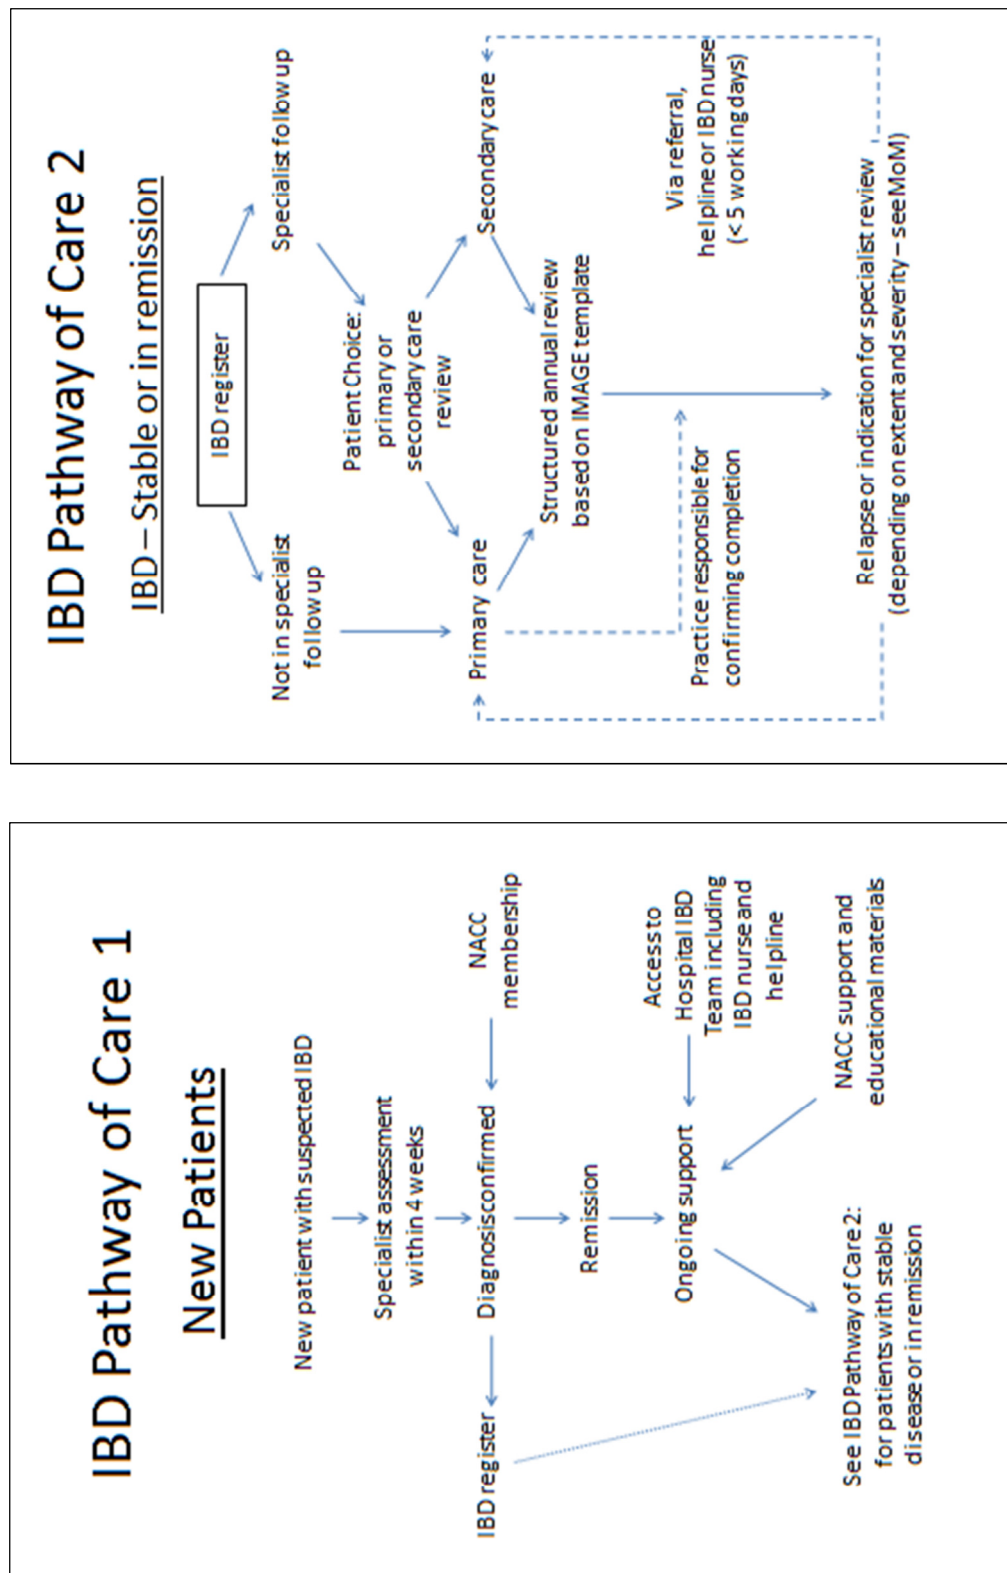 IBD Pathway of Care 1
New Patients
New patient with suspected IBD
Specialist assessment
within 4 weeks
IBD register
Diagnosis confirmed
NACC
membership
Remission
Ongoing support
Access to
Hospital IBD
Team including
IBD nurse and
helpline
See IBD Pathway of Care 2:
for patients with stable
disease or in remission
NACC support and
educational materials
IBD Pathway of Care 2
IBD – Stable or in remission
IBD register
Not in specialist
follow up
Specialist follow up
Patient Choice:
primary or
secondary care
review
Primary care
Secondary care
Structured annual review
based on IMAGE template
Practice responsible for
confirming completion
Via referral,
helpline or IBD nurse
(< 5 working days)
Relapse or indication for specialist review
(depending on extent and severity – see MoM)